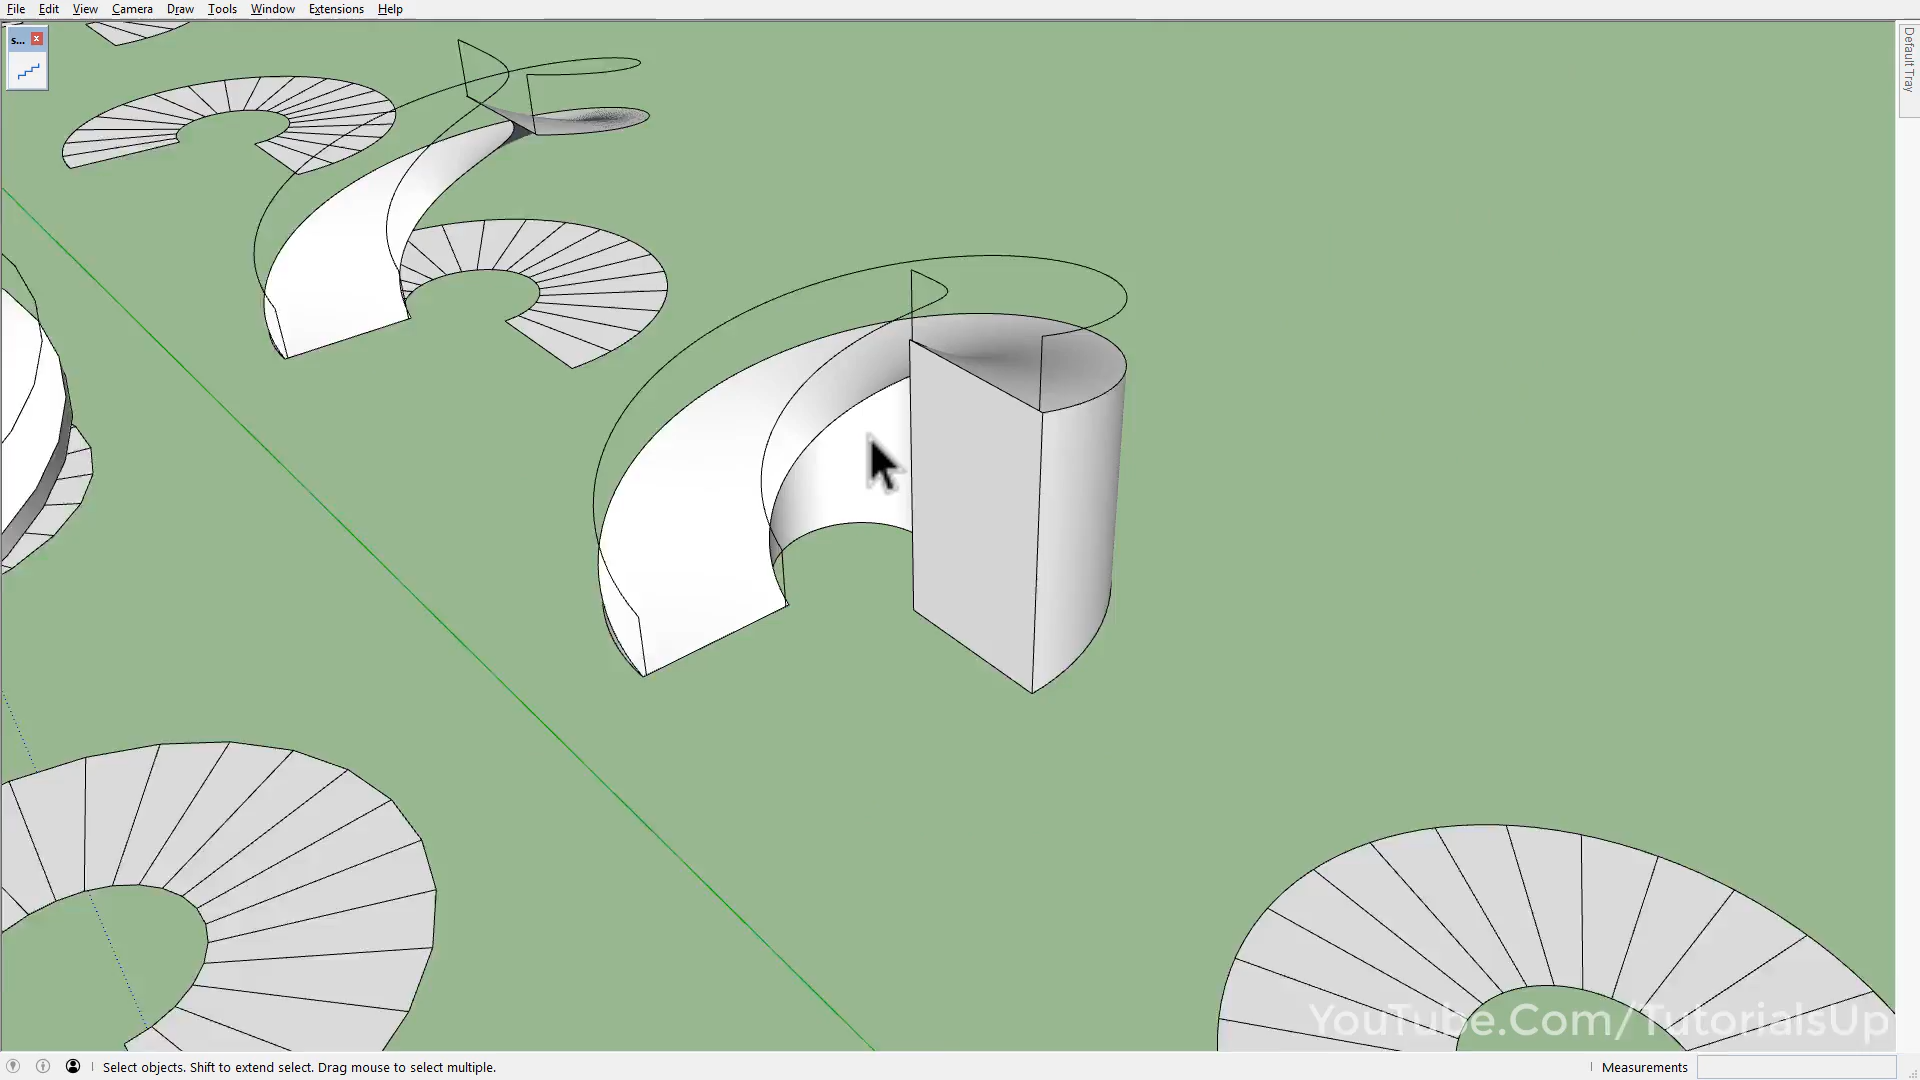 File Edit View Camera Draw Tools Window Extensions Help
s...
Default Tray
YouTube.Com/TutorialsUp
Select objects. Shift to extend select. Drag mouse to select multiple.
Measurements